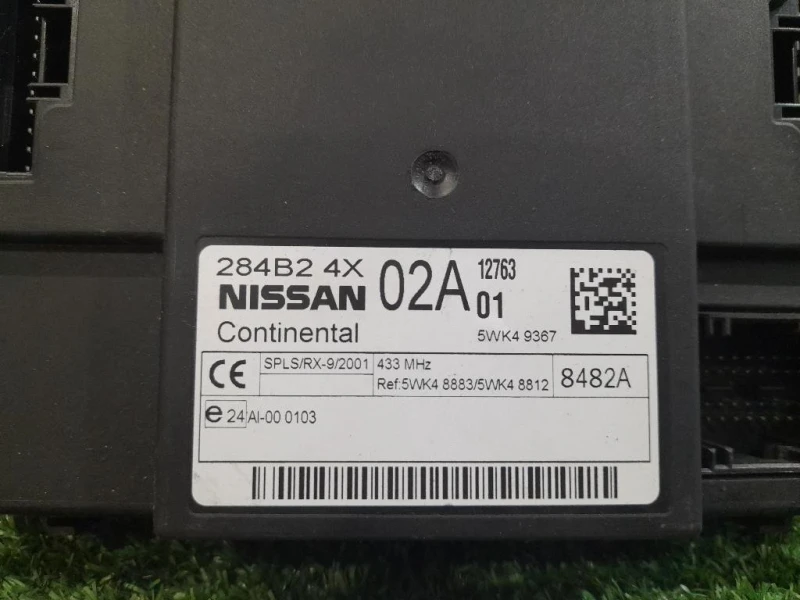 284B2 4X 02A 12763
NISSAN 01
Continental 5WK4 9367
CE SPLS/RX-9/2001 433 MHz 8482A
Ref:5WK4 8883/5WK4 8812
e 24 AI-00 0103